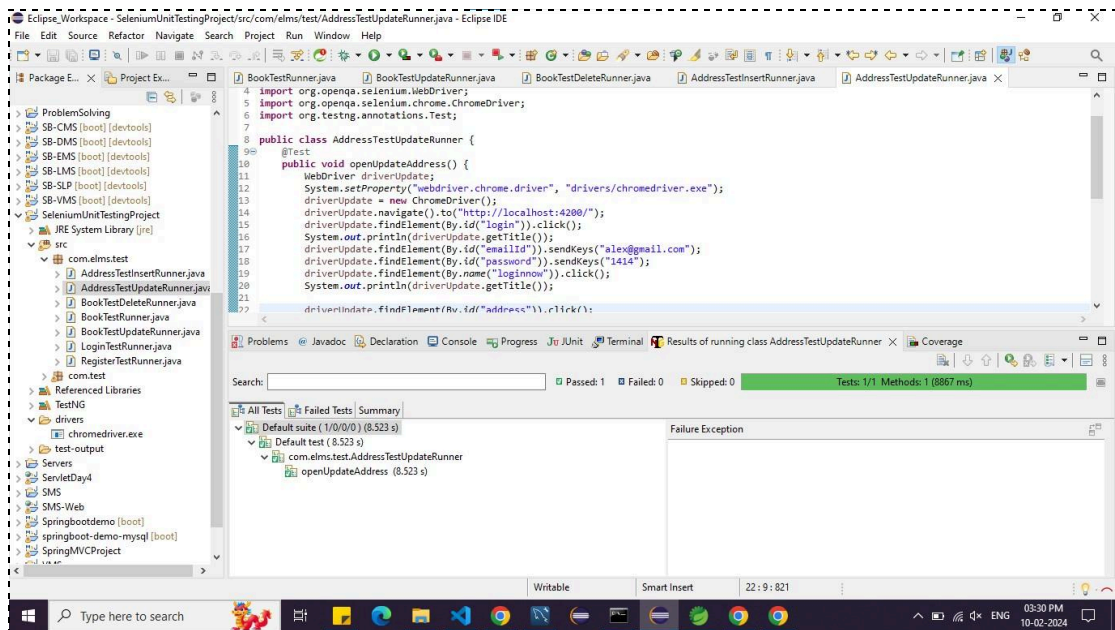 Eclipse_Workspace - SeleniumUnitTestingProject/src/com/elms/test/AddressTestUpdateRunner.java - Eclipse IDE
File Edit Source Refactor Navigate Search Project Run Window Help
Package E... Project Ex...
BookTestRunner.java BookTestUpdateRunner.java BookTestDeleteRunner.java AddressTestInsertRunner.java AddressTestUpdateRunner.java
ProblemSolving
SB-CMS [boot] [devtools]
SB-DMS [boot] [devtools]
SB-EMS [boot] [devtools]
SB-LMS [boot] [devtools]
SB-SLP [boot] [devtools]
SB-VMS [boot] [devtools]
SeleniumUnitTestingProject
JRE System Library [jre]
src
com.elms.test
AddressTestInsertRunner.java
AddressTestUpdateRunner.java
BookTestDeleteRunner.java
BookTestRunner.java
BookTestUpdateRunner.java
LoginTestRunner.java
RegisterTestRunner.java
com.test
Referenced Libraries
TestNG
drivers
chromedriver.exe
test-output
Servers
ServletDay4
SMS
SMS-Web
Springbootdemo [boot]
springboot-demo-mysql [boot]
SpringMVCProject
4 import org.openqa.selenium.WebDriver;
5 import org.openqa.selenium.chrome.ChromeDriver;
6 import org.testng.annotations.Test;
7
8 public class AddressTestUpdateRunner {
9 @Test
10 public void openUpdateAddress() {
11 WebDriver driverUpdate;
12 System.setProperty("webdriver.chrome.driver", "drivers/chromedriver.exe");
13 driverUpdate = new ChromeDriver();
14 driverUpdate.navigate().to("http://localhost:4200/");
15 driverUpdate.findElement(By.id("login")).click();
16 System.out.println(driverUpdate.getTitle());
17 driverUpdate.findElement(By.id("emailId")).sendKeys("alex@gmail.com");
18 driverUpdate.findElement(By.id("password")).sendKeys("1414");
19 driverUpdate.findElement(By.name("loginnow")).click();
20 System.out.println(driverUpdate.getTitle());
21
22 driverUpdate.findElement(By.id("address")).click();
Problems @ Javadoc Declaration Console Progress JUnit Terminal Results of running class AddressTestUpdateRunner Coverage
Search: Passed: 1 Failed: 0 Skipped: 0 Tests: 1/1 Methods: 1 (8867 ms)
All Tests Failed Tests Summary
Default suite ( 1/0/0/0 ) (8.523 s)
Default test ( 8.523 s)
com.elms.test.AddressTestUpdateRunner
openUpdateAddress (8.523 s)
Failure Exception
Writable Smart Insert 22 : 9 : 821
Type here to search
ENG
03:30 PM
10-02-2024